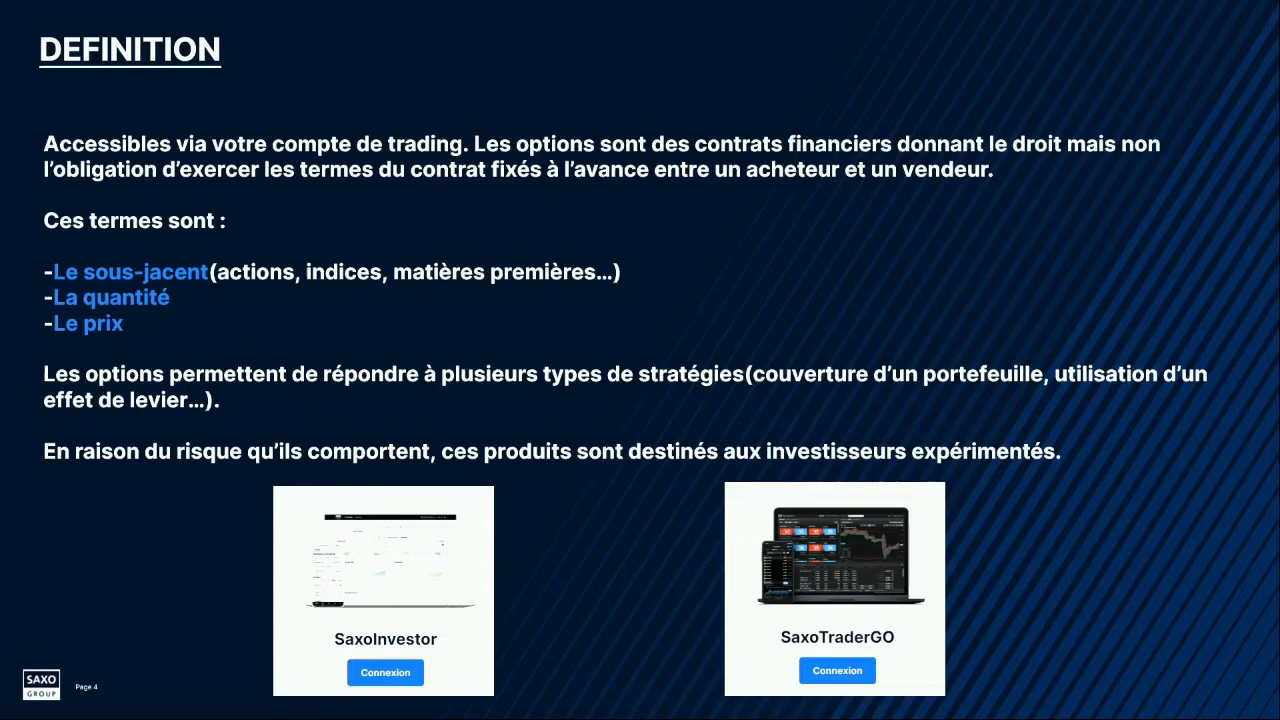 DEFINITION
Accessibles via votre compte de trading. Les options sont des contrats financiers donnant le droit mais non
l’obligation d’exercer les termes du contrat fixés à l’avance entre un acheteur et un vendeur.
Ces termes sont :
-Le sous-jacent(actions, indices, matières premières…)
-La quantité
-Le prix
Les options permettent de répondre à plusieurs types de stratégies(couverture d’un portefeuille, utilisation d’un
effet de levier…).
En raison du risque qu’ils comportent, ces produits sont destinés aux investisseurs expérimentés.
SaxoInvestor
Connexion
SaxoTraderGO
Connexion
SAXO
GROUP
Page 4